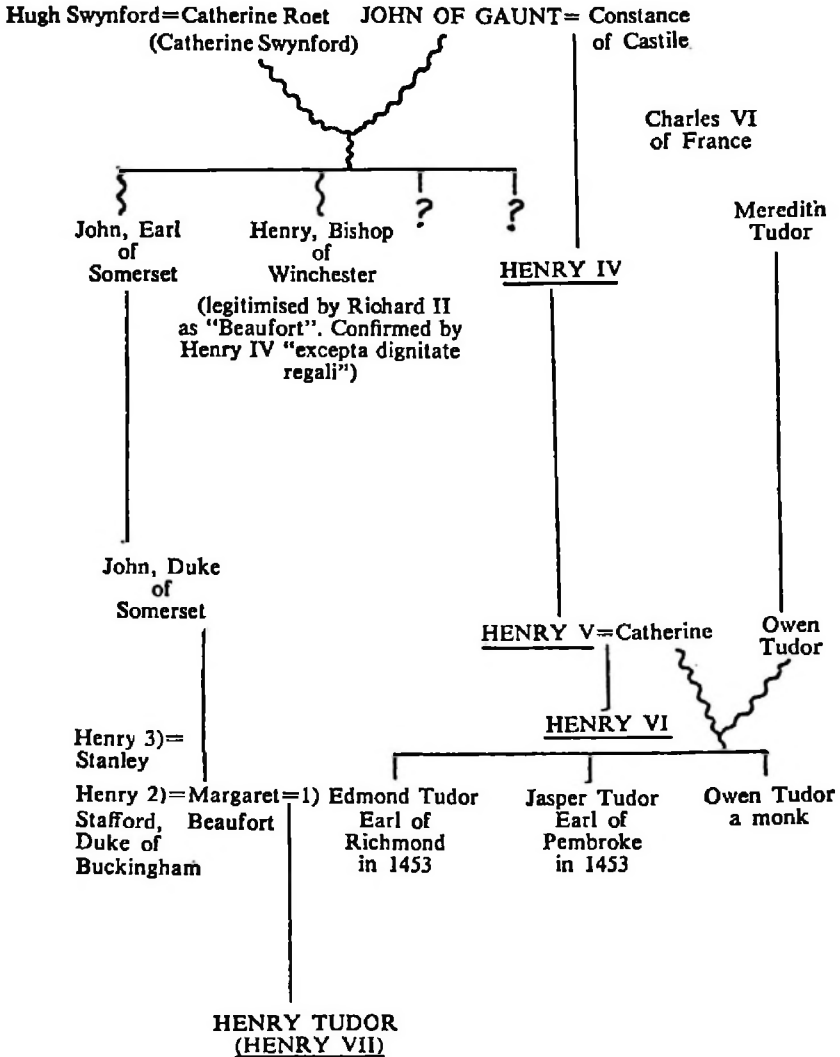 Hugh Swynford=Catherine Roet
(Catherine Swynford)
JOHN OF GAUNT= Constance
of Castile
Charles VI
of France
Meredith
Tudor
?
?
John, Earl
of
Somerset
Henry, Bishop
of
Winchester
HENRY IV
(legitimised by Riohard II
as "Beaufort". Confirmed by
Henry IV "excepta dignitate
regali")
John, Duke
of
Somerset
HENRY V=Catherine
Owen
Tudor
HENRY VI
Henry 3)=
Stanley
Henry 2)=Margaret=1) Edmond Tudor
Stafford, Beaufort
Duke of
Buckingham
Earl of
Richmond
in 1453
Jasper Tudor
Earl of
Pembroke
in 1453
Owen Tudor
a monk
HENRY TUDOR
(HENRY VII)